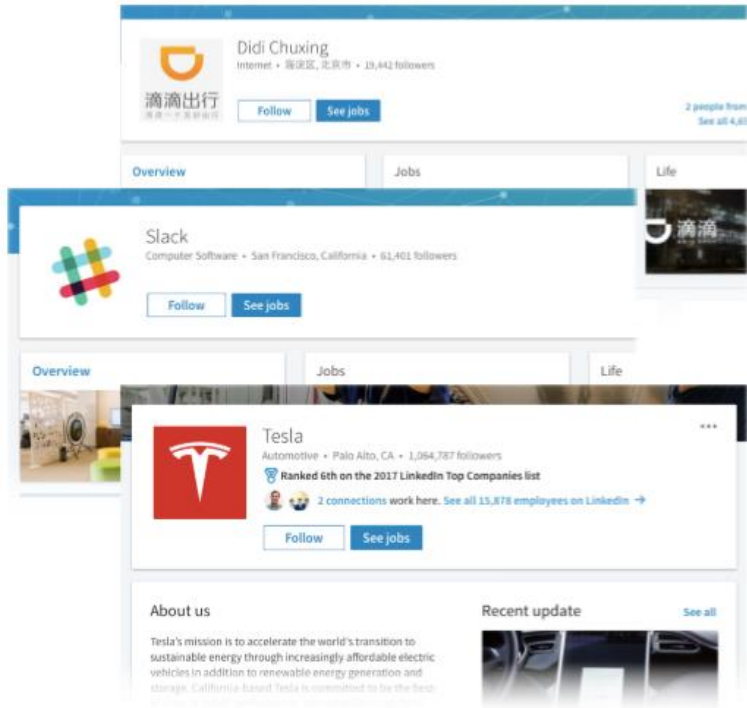 Didi Chuxing
Internet • 海淀区, 北京市 • 19,442 followers
滴滴出行
Follow
See jobs
2 people from
See all 4,6
Overview
Jobs
Life
滴滴
Slack
Computer Software • San Francisco, California • 61,401 followers
Follow
See jobs
Overview
Jobs
Life
Tesla
Automotive • Palo Alto, CA • 1,064,787 followers
Ranked 6th on the 2017 LinkedIn Top Companies list
2 connections work here. See all 15,878 employees on LinkedIn →
Follow
See jobs
About us
Recent update
See all
Tesla's mission is to accelerate the world's transition to
sustainable energy through increasingly affordable electric
vehicles in addition to renewable energy generation and
storage. California-based Tesla is committed to be the best-